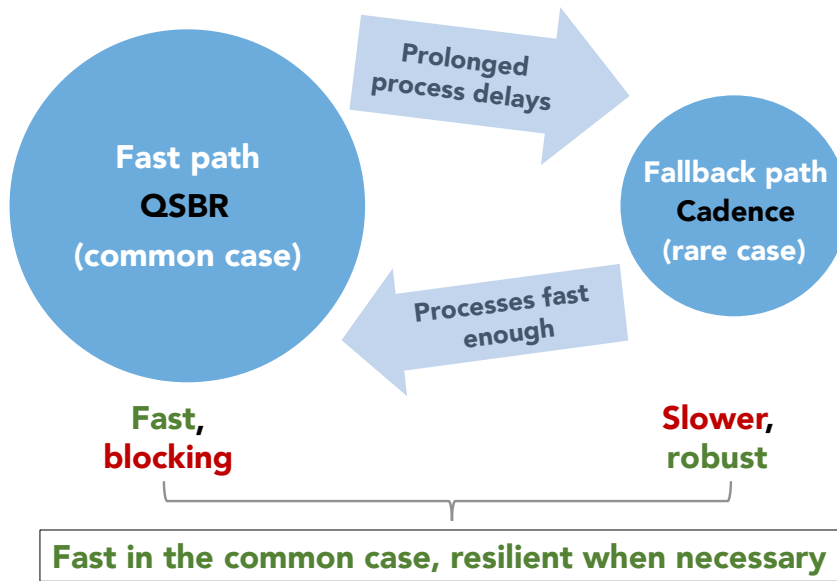 Prolonged
process delays
Fast path
QSBR
(common case)
Fallback path
Cadence
(rare case)
Processes fast
enough
Fast,
blocking
Slower,
robust
Fast in the common case, resilient when necessary